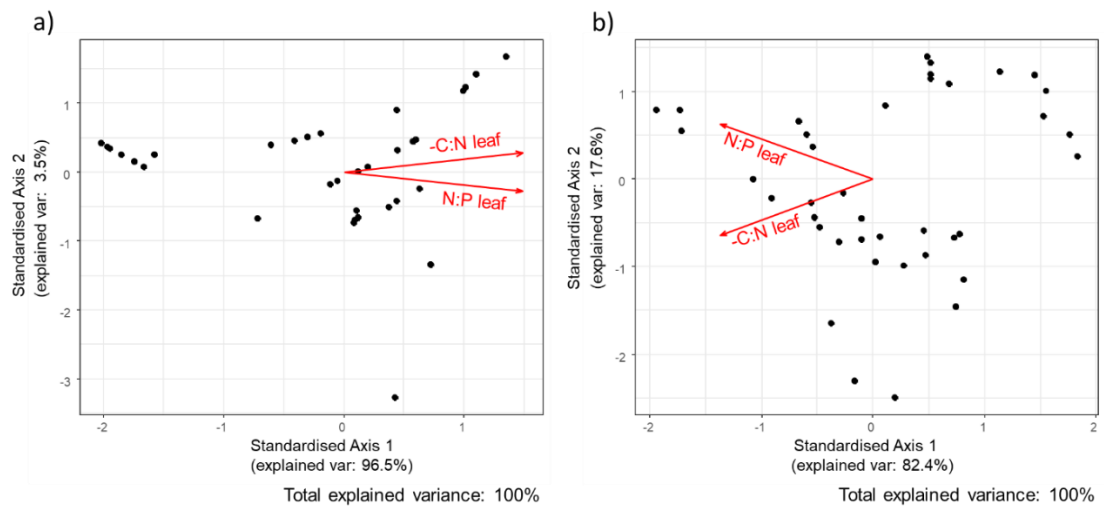 a)
Standardised Axis 2
(explained var: 3.5%)
1
0
-1
-2
-3
-C:N leaf
N:P leaf
-2
-1
0
1
Standardised Axis 1
(explained var: 96.5%)
Total explained variance: 100%
b)
Standardised Axis 2
(explained var: 17.6%)
1
0
-1
-2
N:P leaf
-C:N leaf
-2
-1
0
1
2
Standardised Axis 1
(explained var: 82.4%)
Total explained variance: 100%